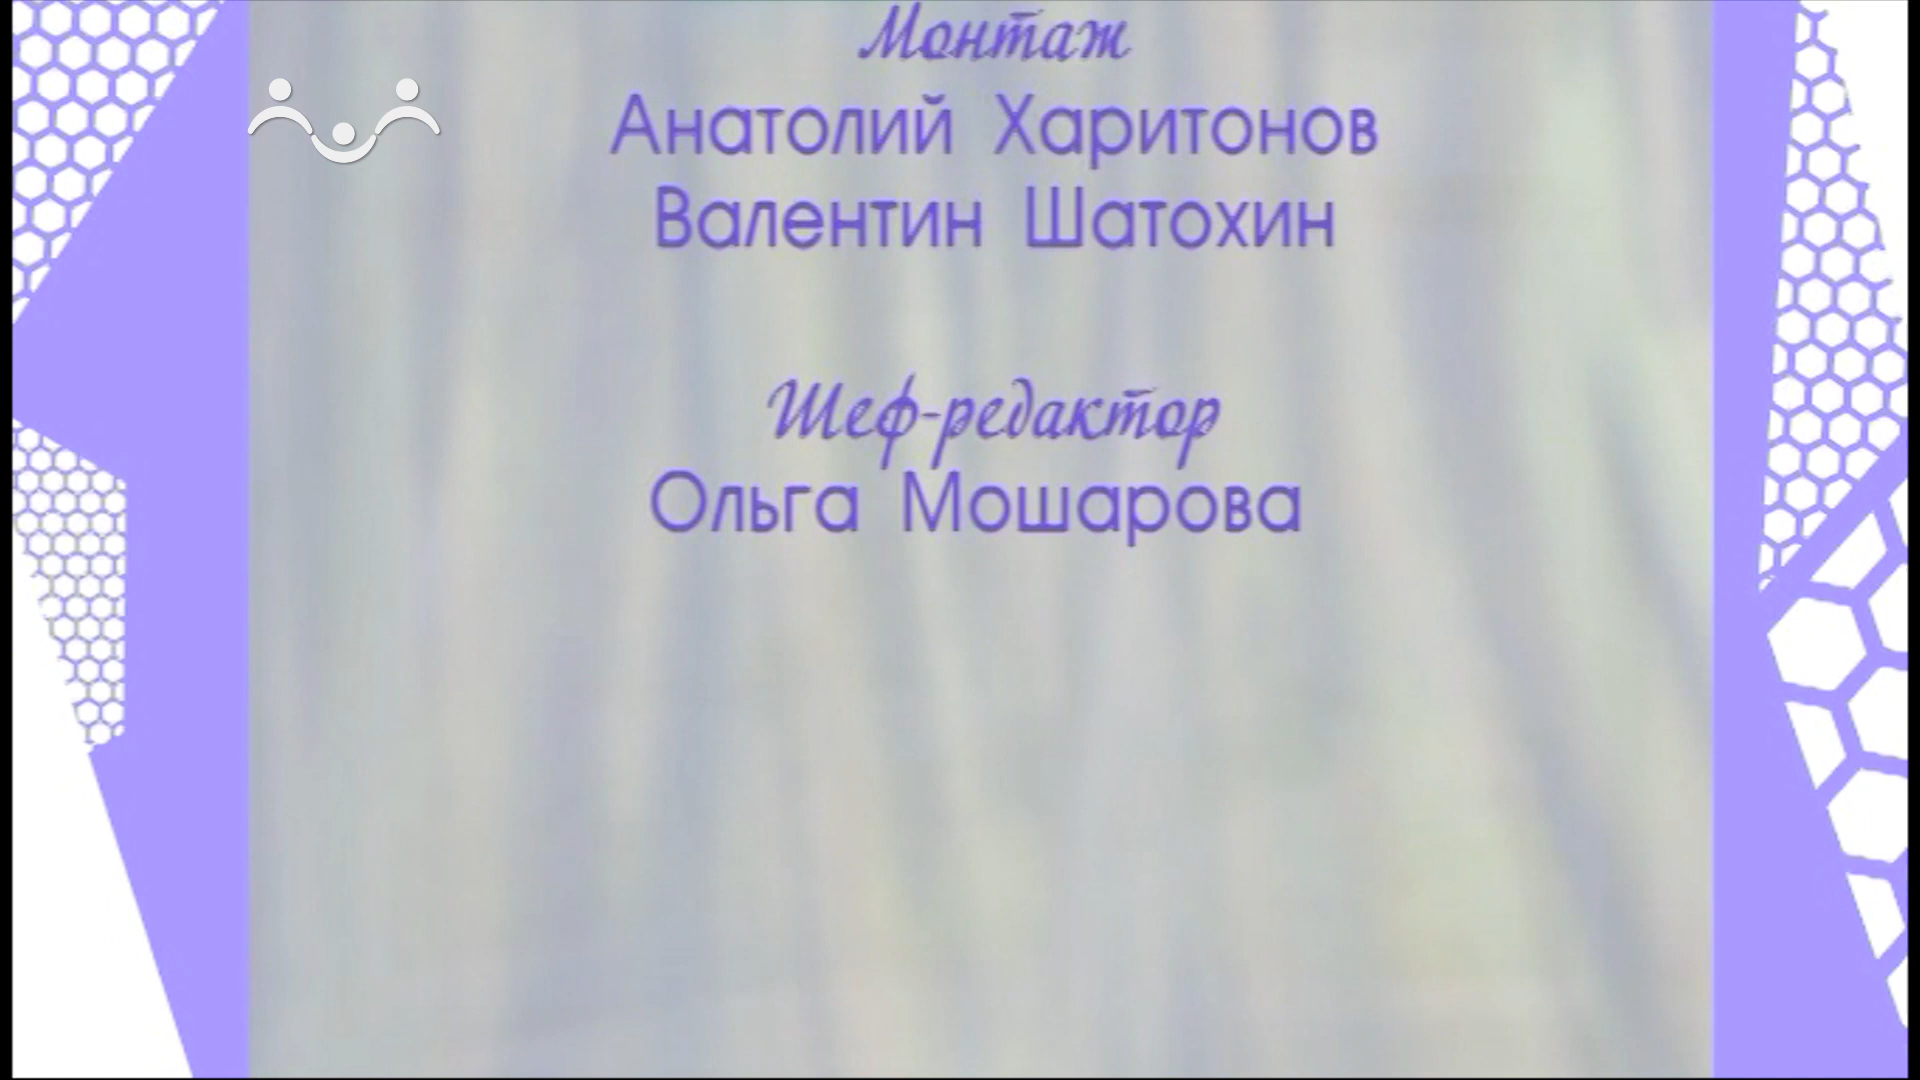 Монтаж
Анатолий Харитонов
Валентин Шатохин
Шеф-редактор
Ольга Мошарова